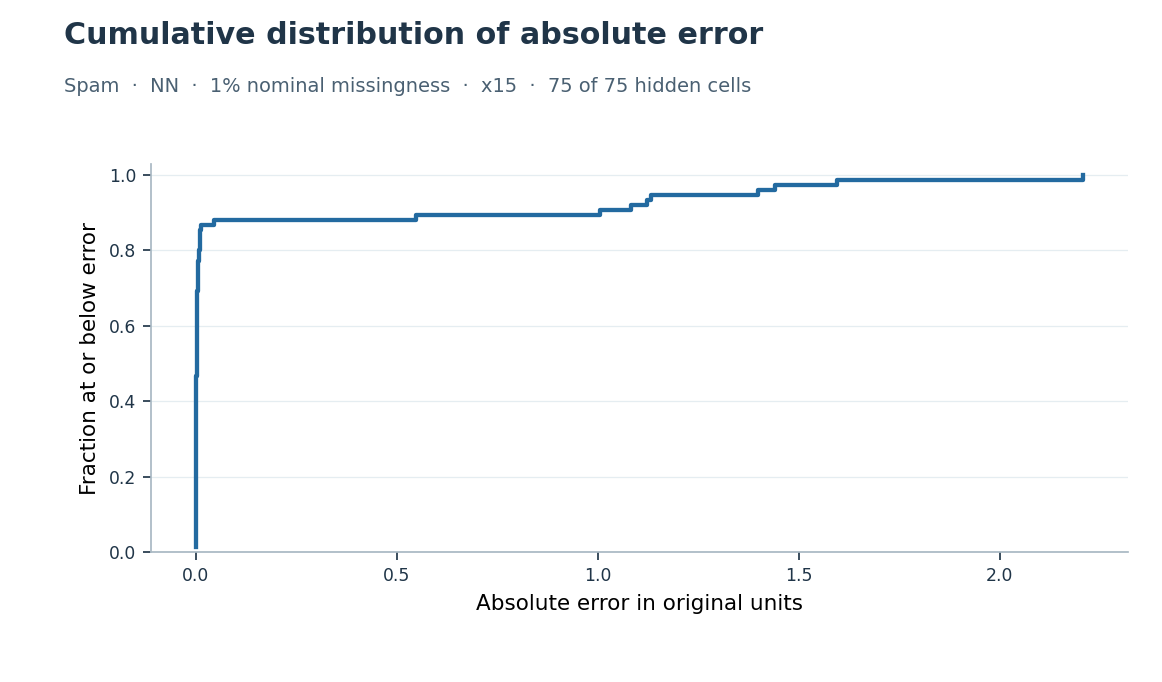 Cumulative distribution of absolute error
Spam · NN · 1% nominal missingness · x15 · 75 of 75 hidden cells
Fraction at or below error
1.0
0.8
0.6
0.4
0.2
0.0
0.0 0.5 1.0 1.5 2.0
Absolute error in original units